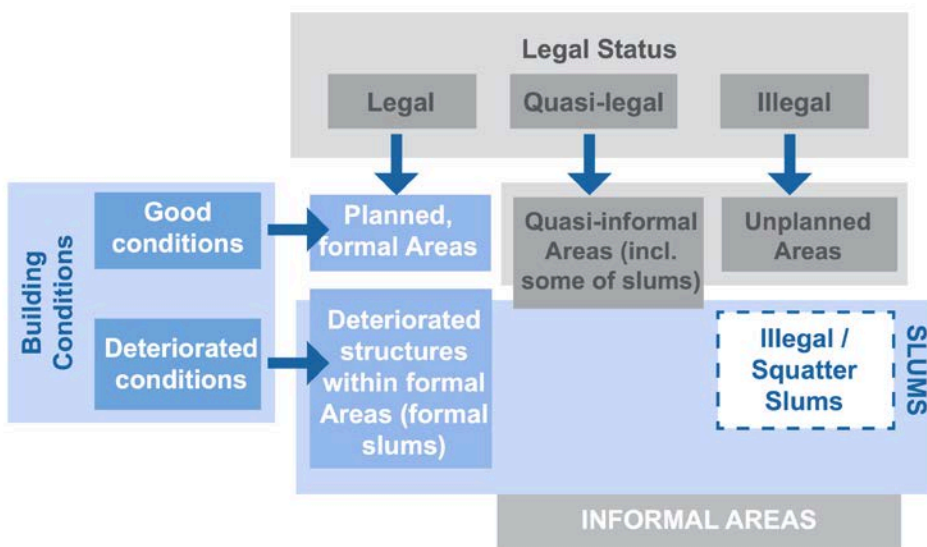 Legal Status
Legal
Quasi-legal
Illegal
Building
Conditions
Good
conditions
Planned,
formal Areas
Quasi-informal
Areas (incl.
some of slums)
Unplanned
Areas
Deteriorated
conditions
Deteriorated
structures
within formal
Areas (formal
slums)
Illegal /
Squatter
Slums
SLUMS
INFORMAL AREAS